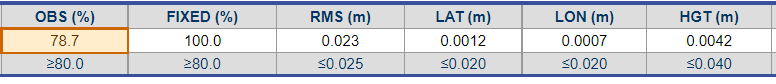 OBS (%) FIXED (%) RMS (m) LAT (m) LON (m) HGT (m)
78.7 100.0 0.023 0.0012 0.0007 0.0042
≥80.0 ≥80.0 ≤0.025 ≤0.020 ≤0.020 ≤0.040